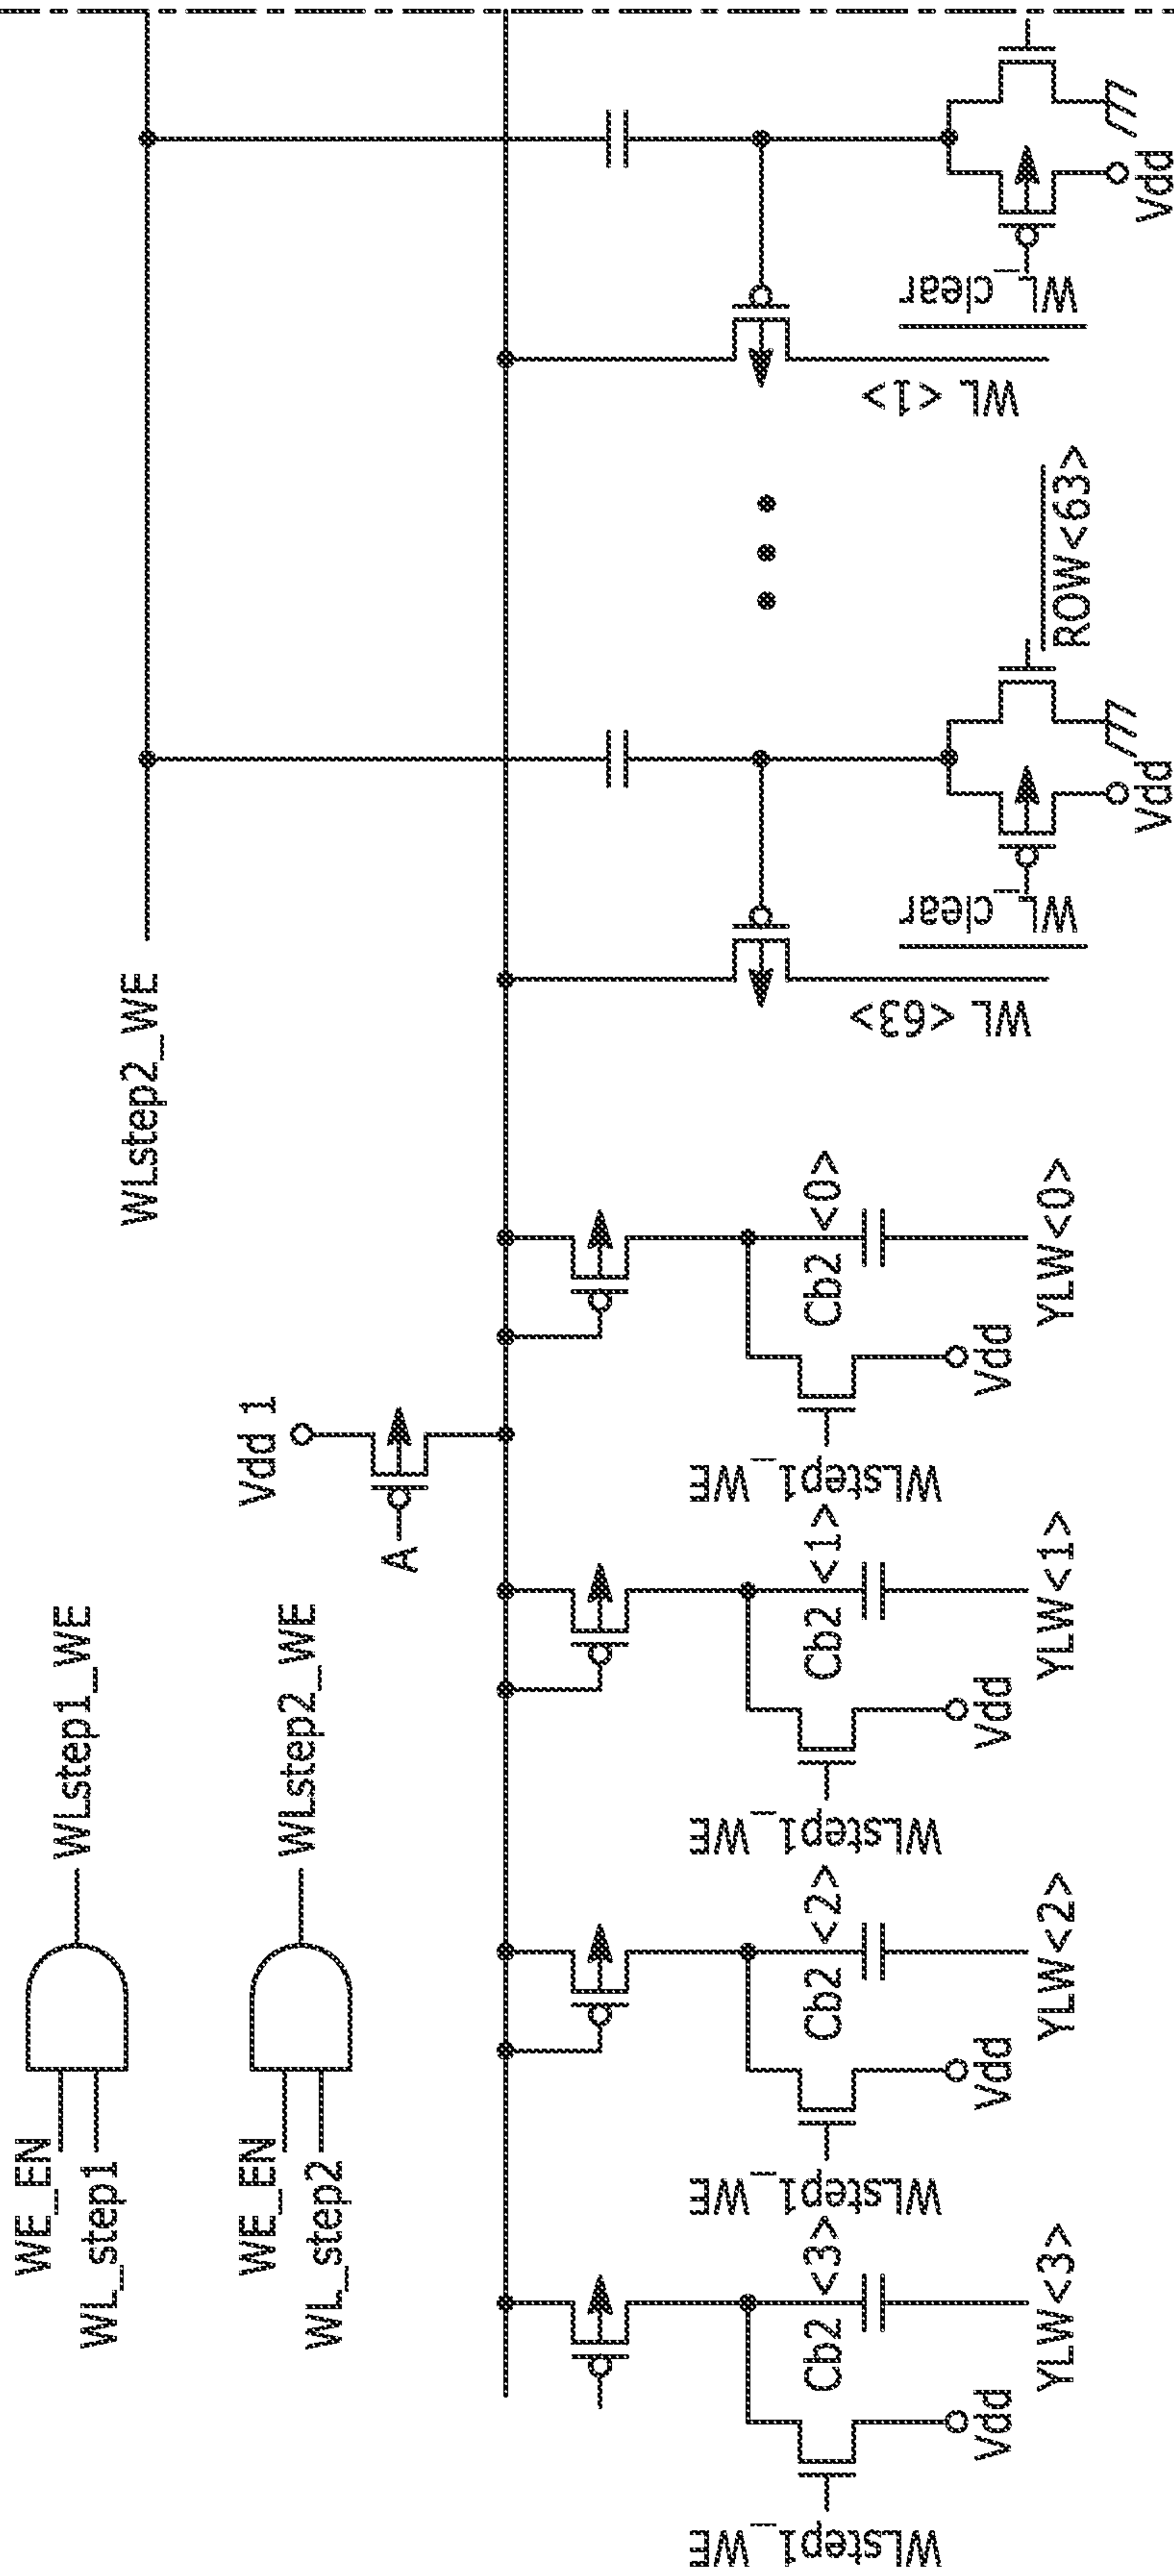 WE_EN
WL_step1
WLstep1_WE
WE_EN
WL_step2
WLstep2_WE
WLstep2_WE
Vdd 1
A
WLstep1_WE
Cb2 <3>
Vdd
YLW<3>
WLstep1_WE
Cb2 <2>
Vdd
YLW<2>
WLstep1_WE
Cb2 <1>
Vdd
YLW<1>
WLstep1_WE
Cb2 <0>
Vdd
YLW<0>
WL <63>
WL_clear
Vdd
ROW<63>
WL <1>
WL_clear
Vdd